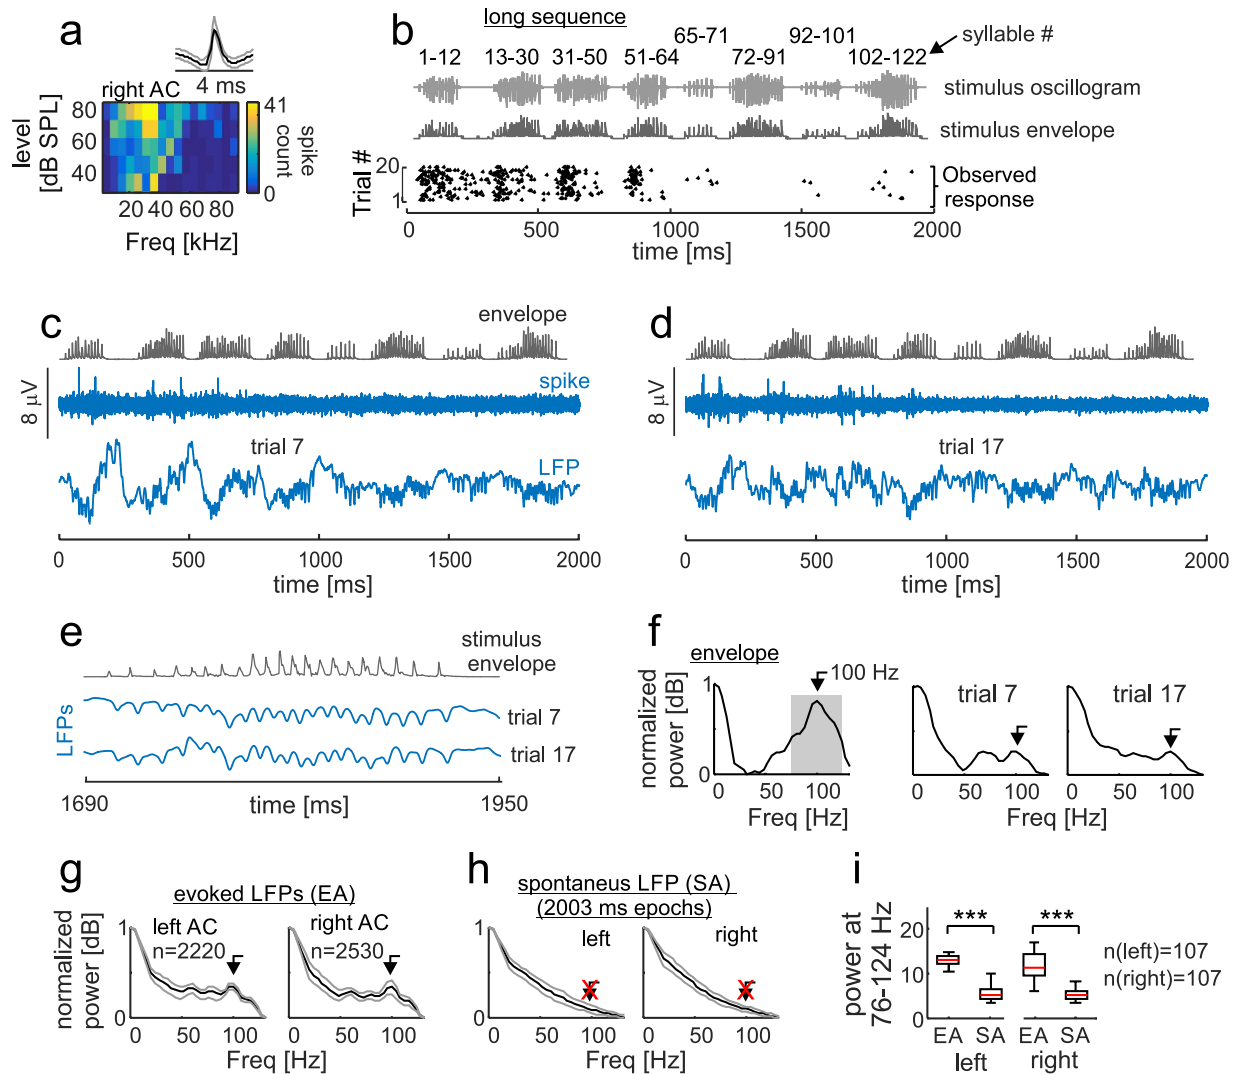 a
4 ms
right AC
80
60
40
level
[dB SPL]
20 40 60 80
Freq [kHz]
41
0
spike
count
b
long sequence
1-12 13-30 31-50 51-64 65-71 72-91 92-101 102-122
syllable #
stimulus oscillogram
stimulus envelope
Trial #
20
1
Observed
response
0 500 1000 1500 2000
time [ms]
c
envelope
8 µV
spike
trial 7
LFP
0 500 1000 1500 2000
time [ms]
d
8 µV
trial 17
0 500 1000 1500 2000
time [ms]
e
stimulus
envelope
LFPs
trial 7
trial 17
1690 time [ms] 1950
f
envelope
100 Hz
normalized
power [dB]
1
0
0 50 100
Freq [Hz]
trial 7
1
0
0 50 100
trial 17
1
0
0 50 100
Freq [Hz]
g
evoked LFPs (EA)
normalized
power [dB]
left AC
n=2220
1
0
0 50 100
right AC
n=2530
1
0
0 50 100
Freq [Hz]
h
spontaneus LFP (SA)
(2003 ms epochs)
left
1
0
0 50 100
right
1
0
0 50 100
Freq [Hz]
i
power at
76-124 Hz
20
10
0
*** ***
n(left)=107
n(right)=107
EA SA EA SA
left right